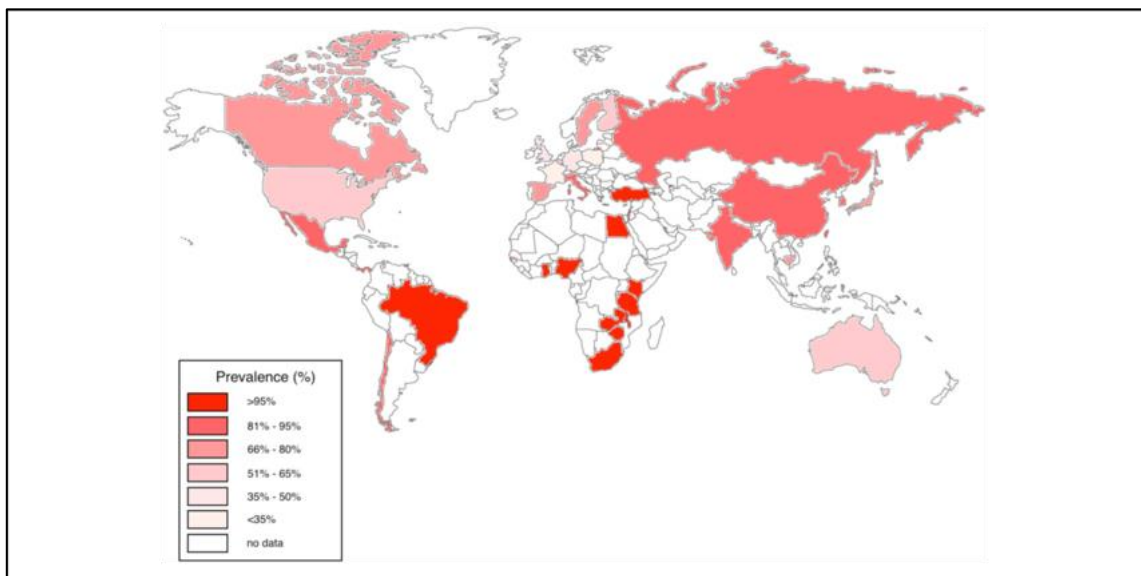 Prevalence (%)
>95%
81% - 95%
66% - 80%
51% - 65%
35% - 50%
<35%
no data